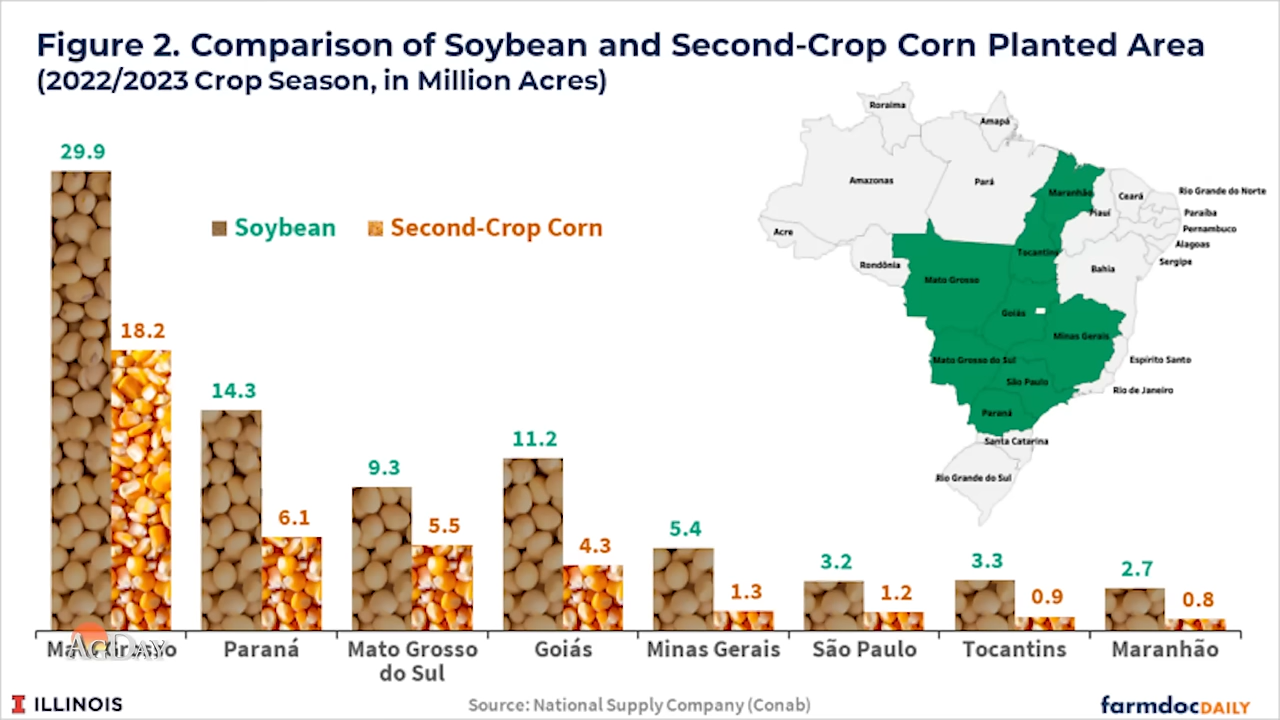 Figure 2. Comparison of Soybean and Second-Crop Corn Planted Area
(2022/2023 Crop Season, in Million Acres)
Roraima
Amapá
29.9
Amazonas
Pará
Maranhão
Ceará
Rio Grande do Norte
Piauí
Paraíba
Soybean
Second-Crop Corn
Acre
Pernambuco
Alagoas
Tocantins
Sergipe
Rondônia
Bahia
Mato Grosso
Goiás
18.2
Minas Gerais
Mato Grosso do Sul
Espírito Santo
São Paulo
Rio de Janeiro
14.3
Paraná
11.2
Santa Catarina
9.3
Rio Grande do Sul
6.1
5.5
5.4
4.3
3.2
3.3
2.7
1.3
1.2
0.9
0.8
AgDay
Paraná
Mato Grosso
do Sul
Goiás
Minas Gerais
São Paulo
Tocantins
Maranhão
ILLINOIS
Source: National Supply Company (Conab)
farmdocDAILY